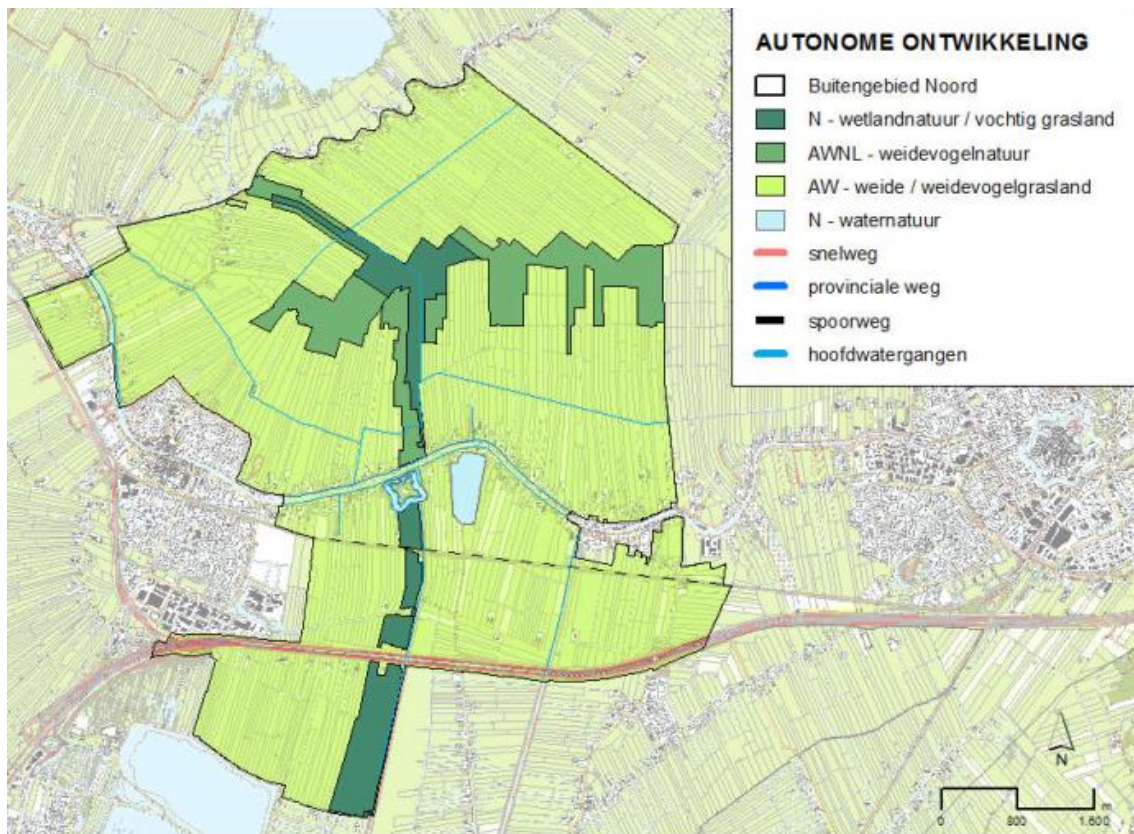 AUTONOME ONTWIKKELING
Buitengebied Noord
N - wetlandnatuur / vochtig grasland
AWNL - weidevogelnatuur
AW - weide / weidevogelgrasland
N - waternatuur
snelweg
provinciale weg
spoorweg
hoofdwatergangen
N
m
0 800 1.600